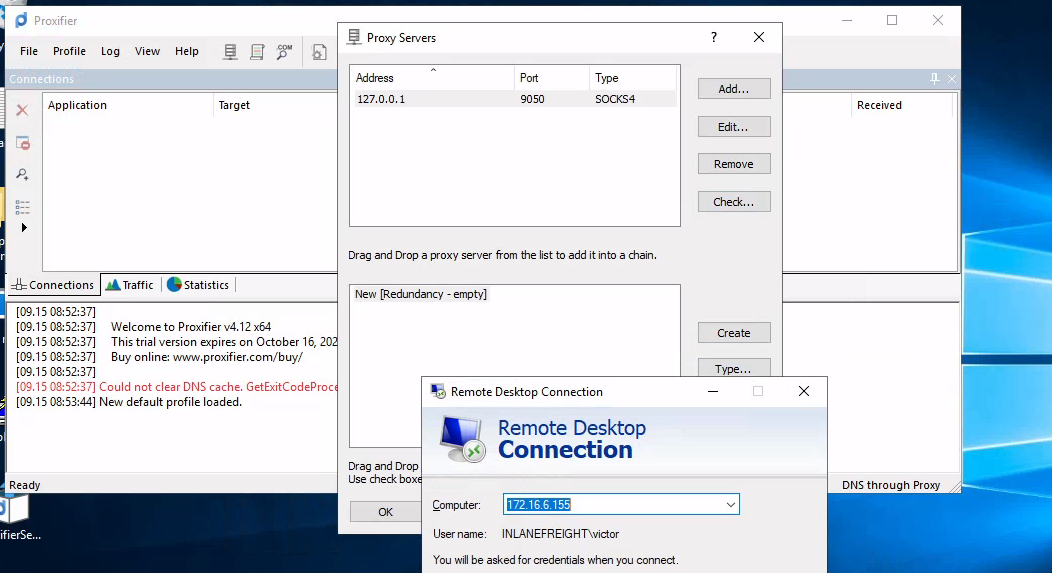 Proxifier
File Profile Log View Help
Connections
Application Target Received
Connections Traffic Statistics
[09.15 08:52:37]
[09.15 08:52:37] Welcome to Proxifier v4.12 x64
[09.15 08:52:37] This trial version expires on October 16, 202
[09.15 08:52:37] Buy online: www.proxifier.com/buy/
[09.15 08:52:37]
[09.15 08:52:37] Could not clear DNS cache. GetExitCodeProce
[09.15 08:53:44] New default profile loaded.
Ready DNS through Proxy
ifierSe...
Proxy Servers
?
Address Port Type
127.0.0.1 9050 SOCKS4
Add...
Edit...
Remove
Check...
Drag and Drop a proxy server from the list to add it into a chain.
New [Redundancy - empty]
Create
Type...
Drag and Drop
Use check boxe
OK
Remote Desktop Connection
Remote Desktop
Connection
Computer: 172.16.6.155
User name: INLANEFREIGHT\victor
You will be asked for credentials when you connect.